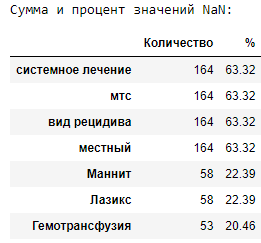 Сумма и процент значений NaN:
Количество %
системное лечение 164 63.32
мтс 164 63.32
вид рецидива 164 63.32
местный 164 63.32
Маннит 58 22.39
Лазикс 58 22.39
Гемотрансфузия 53 20.46